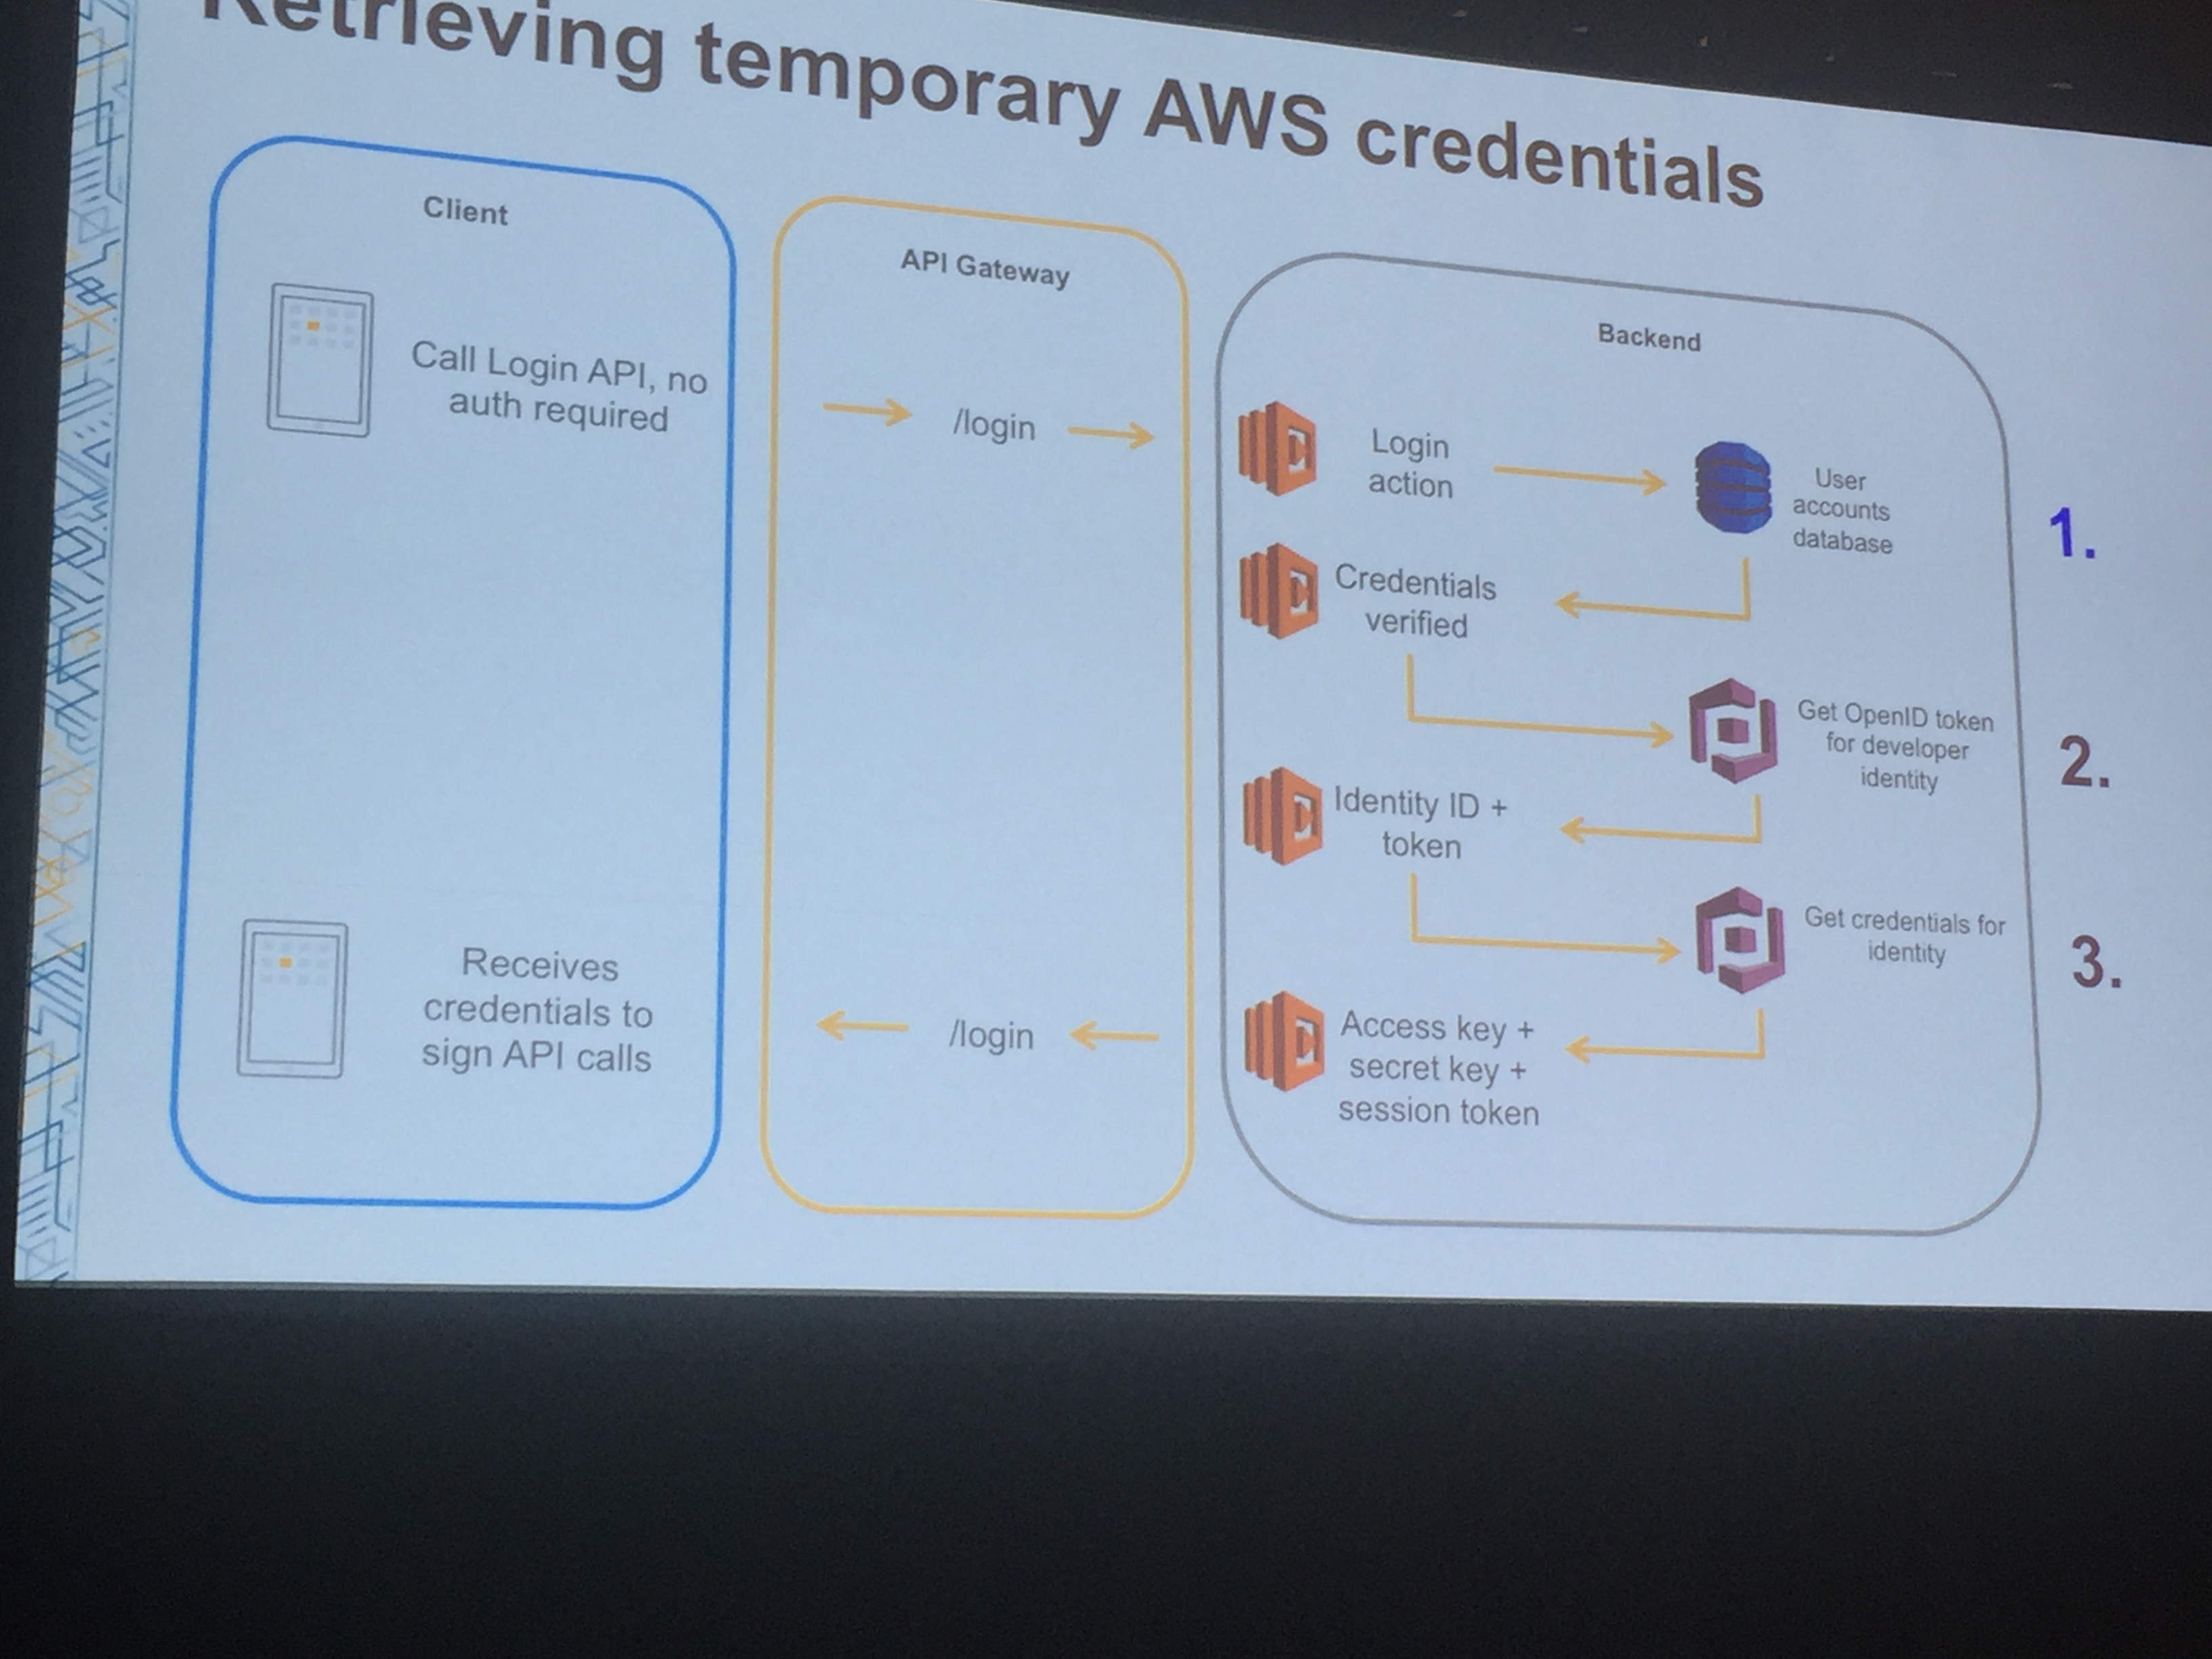 Retrieving temporary AWS credentials
Client
Call Login API, no
auth required
Receives
credentials to
sign API calls
API Gateway
/login
/login
Backend
Login
action
User
accounts
database
1.
Credentials
verified
Get OpenID token
for developer
identity
2.
Identity ID +
token
Get credentials for
identity
3.
Access key +
secret key +
session token